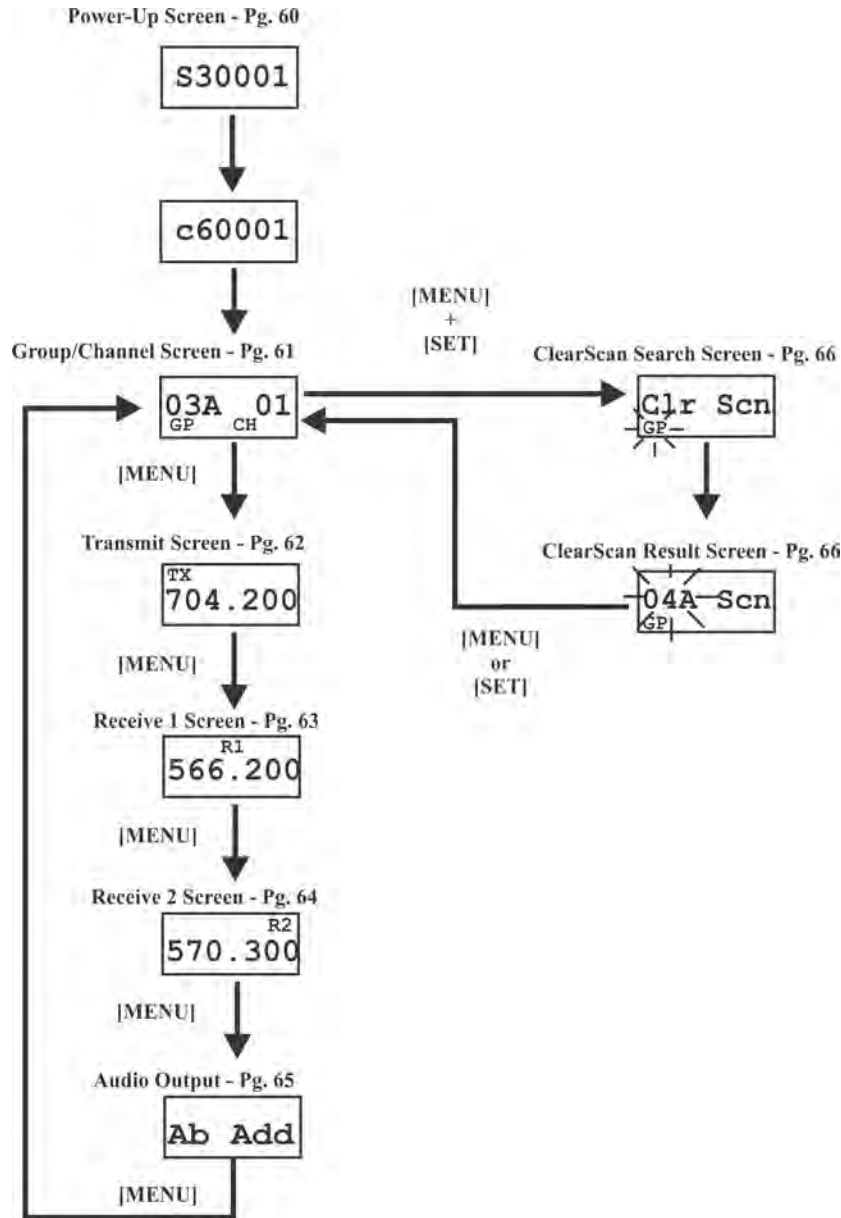 Power-Up Screen - Pg. 60
S30001
c60001
[MENU]
+
[SET]
Group/Channel Screen - Pg. 61
03A 01
GP CH
ClearScan Search Screen - Pg. 66
Clr Scn
GP
[MENU]
Transmit Screen - Pg. 62
TX
704.200
ClearScan Result Screen - Pg. 66
04A Scn
GP
[MENU]
or
[SET]
[MENU]
Receive 1 Screen - Pg. 63
R1
566.200
[MENU]
Receive 2 Screen - Pg. 64
R2
570.300
[MENU]
Audio Output - Pg. 65
Ab Add
[MENU]